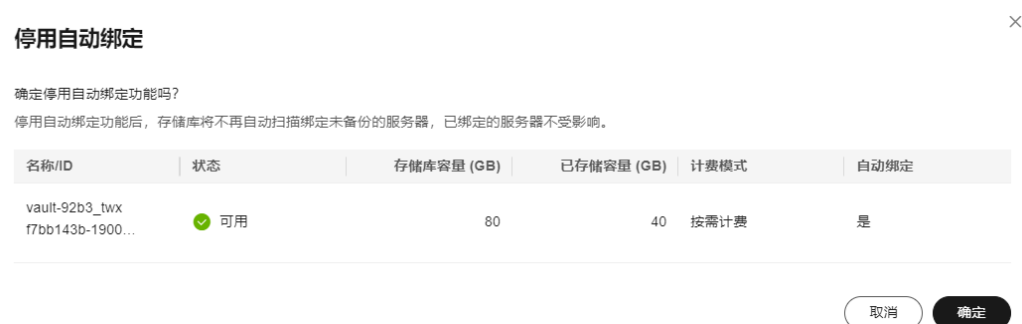 停用自动绑定
确定停用自动绑定功能吗？
停用自动绑定功能后，存储库将不再自动扫描绑定未备份的服务器，已绑定的服务器不受影响。
名称/ID 状态 存储库容量 (GB) 已存储容量 (GB) 计费模式 自动绑定
vault-92b3_twx
f7bb143b-1900... 可用 80 40 按需计费 是
取消 确定